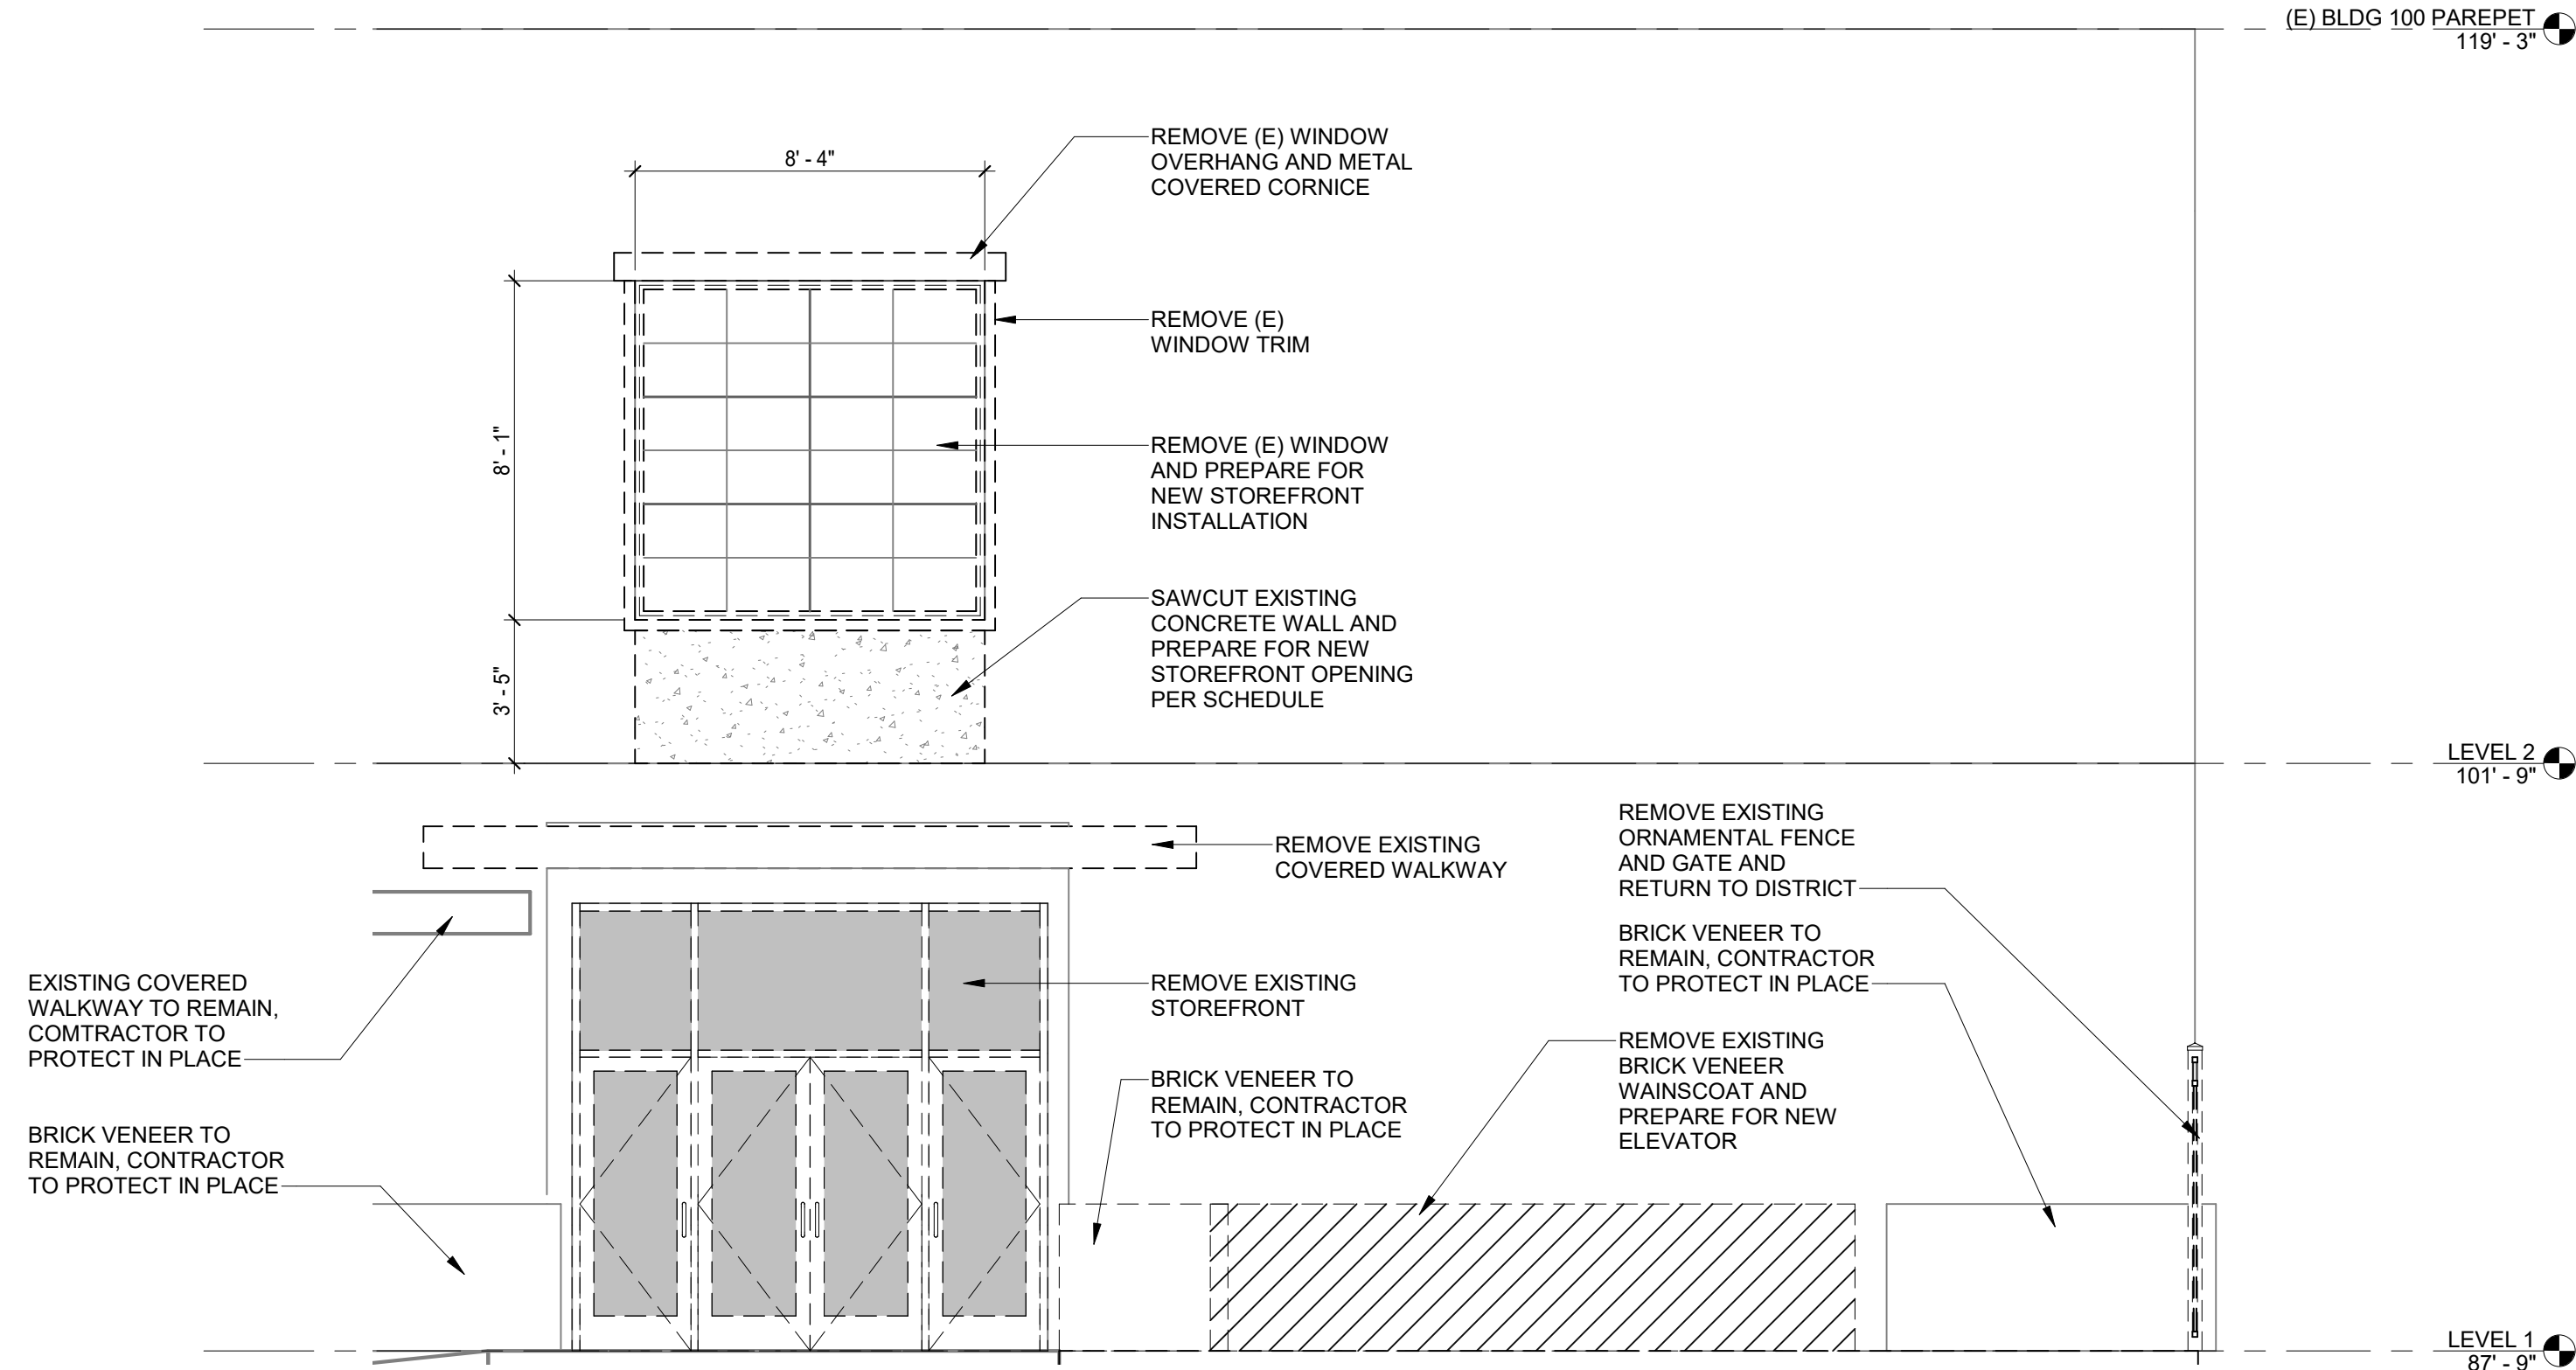 (E) BLDG 100 PAREPET
119' - 3"
8' - 4"
REMOVE (E) WINDOW
OVERHANG AND METAL
COVERED CORNICE
REMOVE (E)
WINDOW TRIM
8' - 1"
REMOVE (E) WINDOW
AND PREPARE FOR
NEW STOREFRONT
INSTALLATION
SAWCUT EXISTING
CONCRETE WALL AND
PREPARE FOR NEW
STOREFRONT OPENING
PER SCHEDULE
3' - 5"
LEVEL 2
101' - 9"
REMOVE EXISTING
COVERED WALKWAY
REMOVE EXISTING
ORNAMENTAL FENCE
AND GATE AND
RETURN TO DISTRICT
BRICK VENEER TO
REMAIN, CONTRACTOR
TO PROTECT IN PLACE
EXISTING COVERED
WALKWAY TO REMAIN,
COMTRACTOR TO
PROTECT IN PLACE
REMOVE EXISTING
STOREFRONT
REMOVE EXISTING
BRICK VENEER
WAINSCOAT AND
PREPARE FOR NEW
ELEVATOR
BRICK VENEER TO
REMAIN, CONTRACTOR
TO PROTECT IN PLACE
BRICK VENEER TO
REMAIN, CONTRACTOR
TO PROTECT IN PLACE
LEVEL 1
87' - 9"